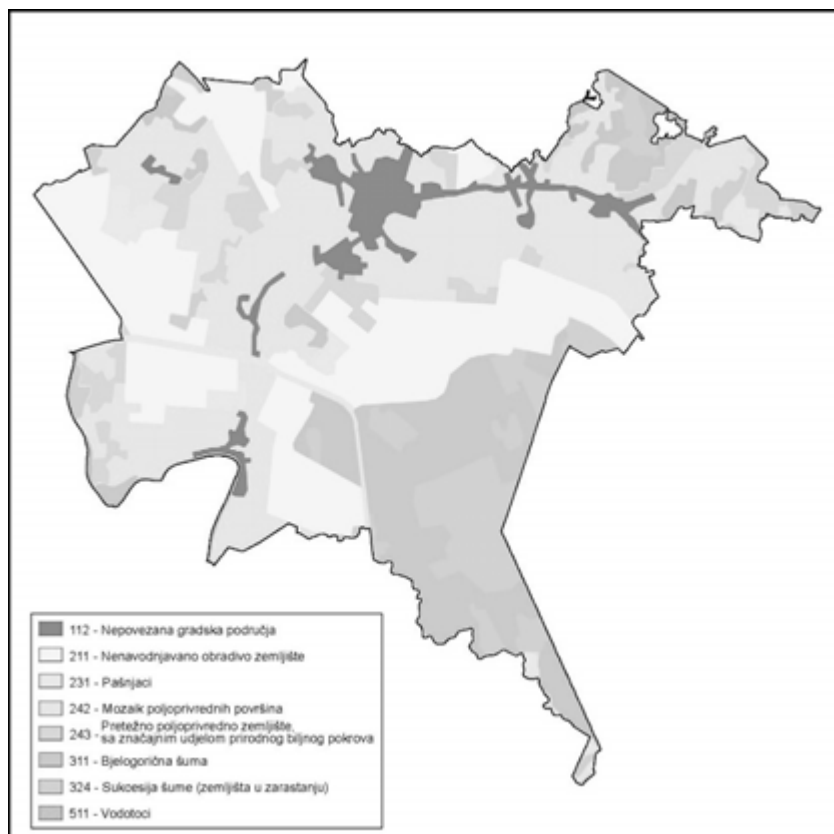 112 - Nepovezana gradska područja
211 - Nenavodnjavano obradivo zemljište
231 - Pašnjaci
242 - Mozaik poljoprivrednih površina
243 - Pretežno poljoprivredno zemljište,
sa značajnim udjelom prirodnog biljnog pokrova
311 - Bjelogorična šuma
324 - Sukcesija šume (zemljišta u zarastanju)
511 - Vodotoci